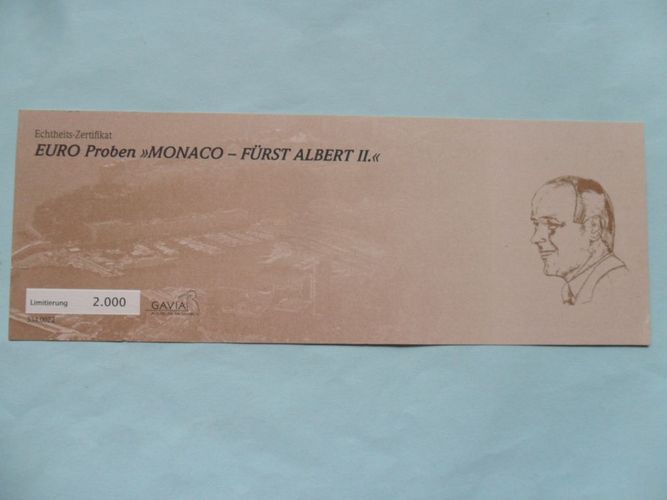 Echtheits-Zertifikat
EURO Proben »MONACO – FÜRST ALBERT II.«
Limitierung 2.000
GAVIA